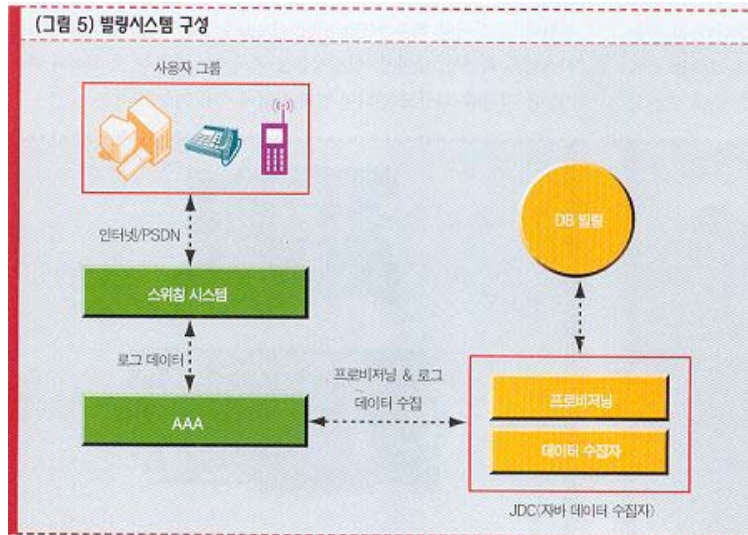 (그림 5) 빌링시스템 구성
사용자 그룹
인터넷/PSDN
스위칭 시스템
로그 데이터
AAA
프로비저닝 & 로그
데이터 수집
DB 빌링
프로비저닝
데이터 수집자
JDC(자바 데이터 수집자)